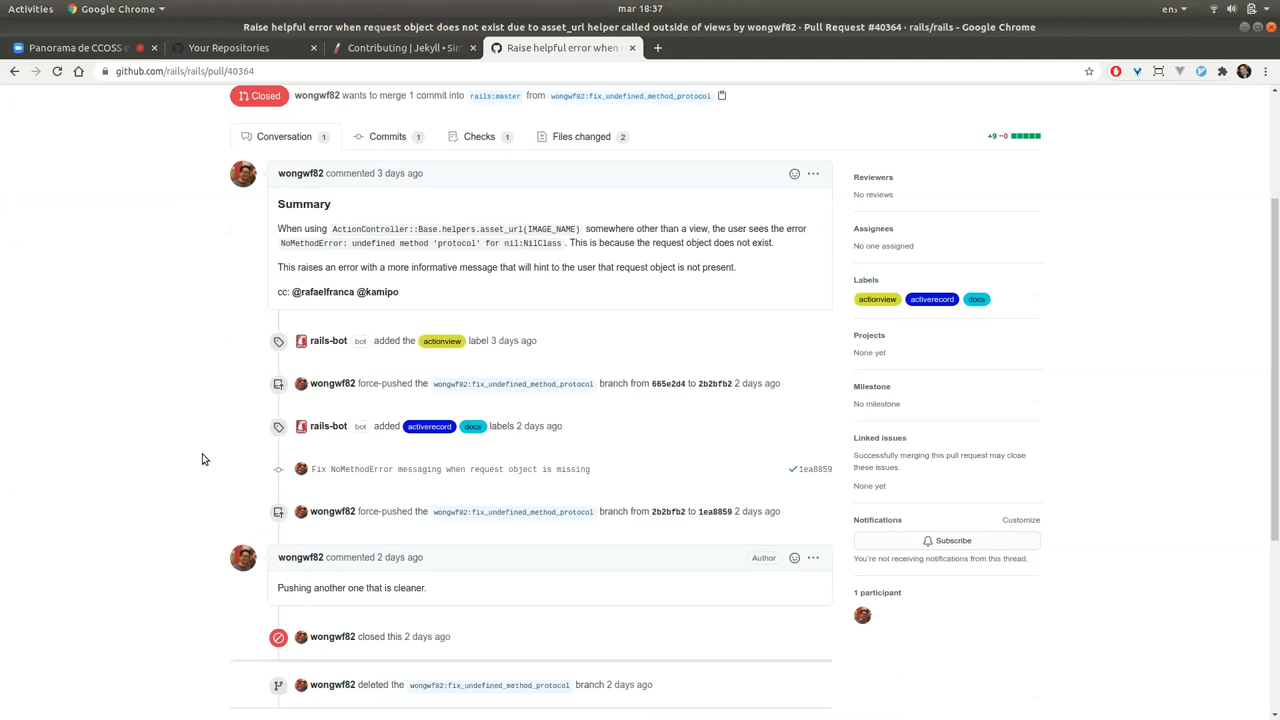 Activities Google Chrome mar 18:37 en
Raise helpful error when request object does not exist due to asset_url helper called outside of views by wongwf82 · Pull Request #40364 · rails/rails - Google Chrome
Panorama de CCOSS e Your Repositories Contributing | Jekyll • Sim Raise helpful error when
github.com/rails/rails/pull/40364
Closed wongwf82 wants to merge 1 commit into rails:master from wongwf82:fix_undefined_method_protocol
Conversation 1 Commits 1 Checks 1 Files changed 2 +9 −0
wongwf82 commented 3 days ago
Summary
When using ActionController::Base.helpers.asset_url(IMAGE_NAME) somewhere other than a view, the user sees the error
NoMethodError: undefined method 'protocol' for nil:NilClass. This is because the request object does not exist.
This raises an error with a more informative message that will hint to the user that request object is not present.
cc: @rafaelfranca @kamipo
rails-bot bot added the actionview label 3 days ago
wongwf82 force-pushed the wongwf82:fix_undefined_method_protocol branch from 665e2d4 to 2b2bfb2 2 days ago
rails-bot bot added activerecord docs labels 2 days ago
Fix NoMethodError messaging when request object is missing 1ea8859
wongwf82 force-pushed the wongwf82:fix_undefined_method_protocol branch from 2b2bfb2 to 1ea8859 2 days ago
wongwf82 commented 2 days ago Author
Pushing another one that is cleaner.
wongwf82 closed this 2 days ago
wongwf82 deleted the wongwf82:fix_undefined_method_protocol branch 2 days ago
Reviewers
No reviews
Assignees
No one assigned
Labels
actionview activerecord docs
Projects
None yet
Milestone
No milestone
Linked issues
Successfully merging this pull request may close
these issues.
None yet
Notifications Customize
Subscribe
You're not receiving notifications from this thread.
1 participant